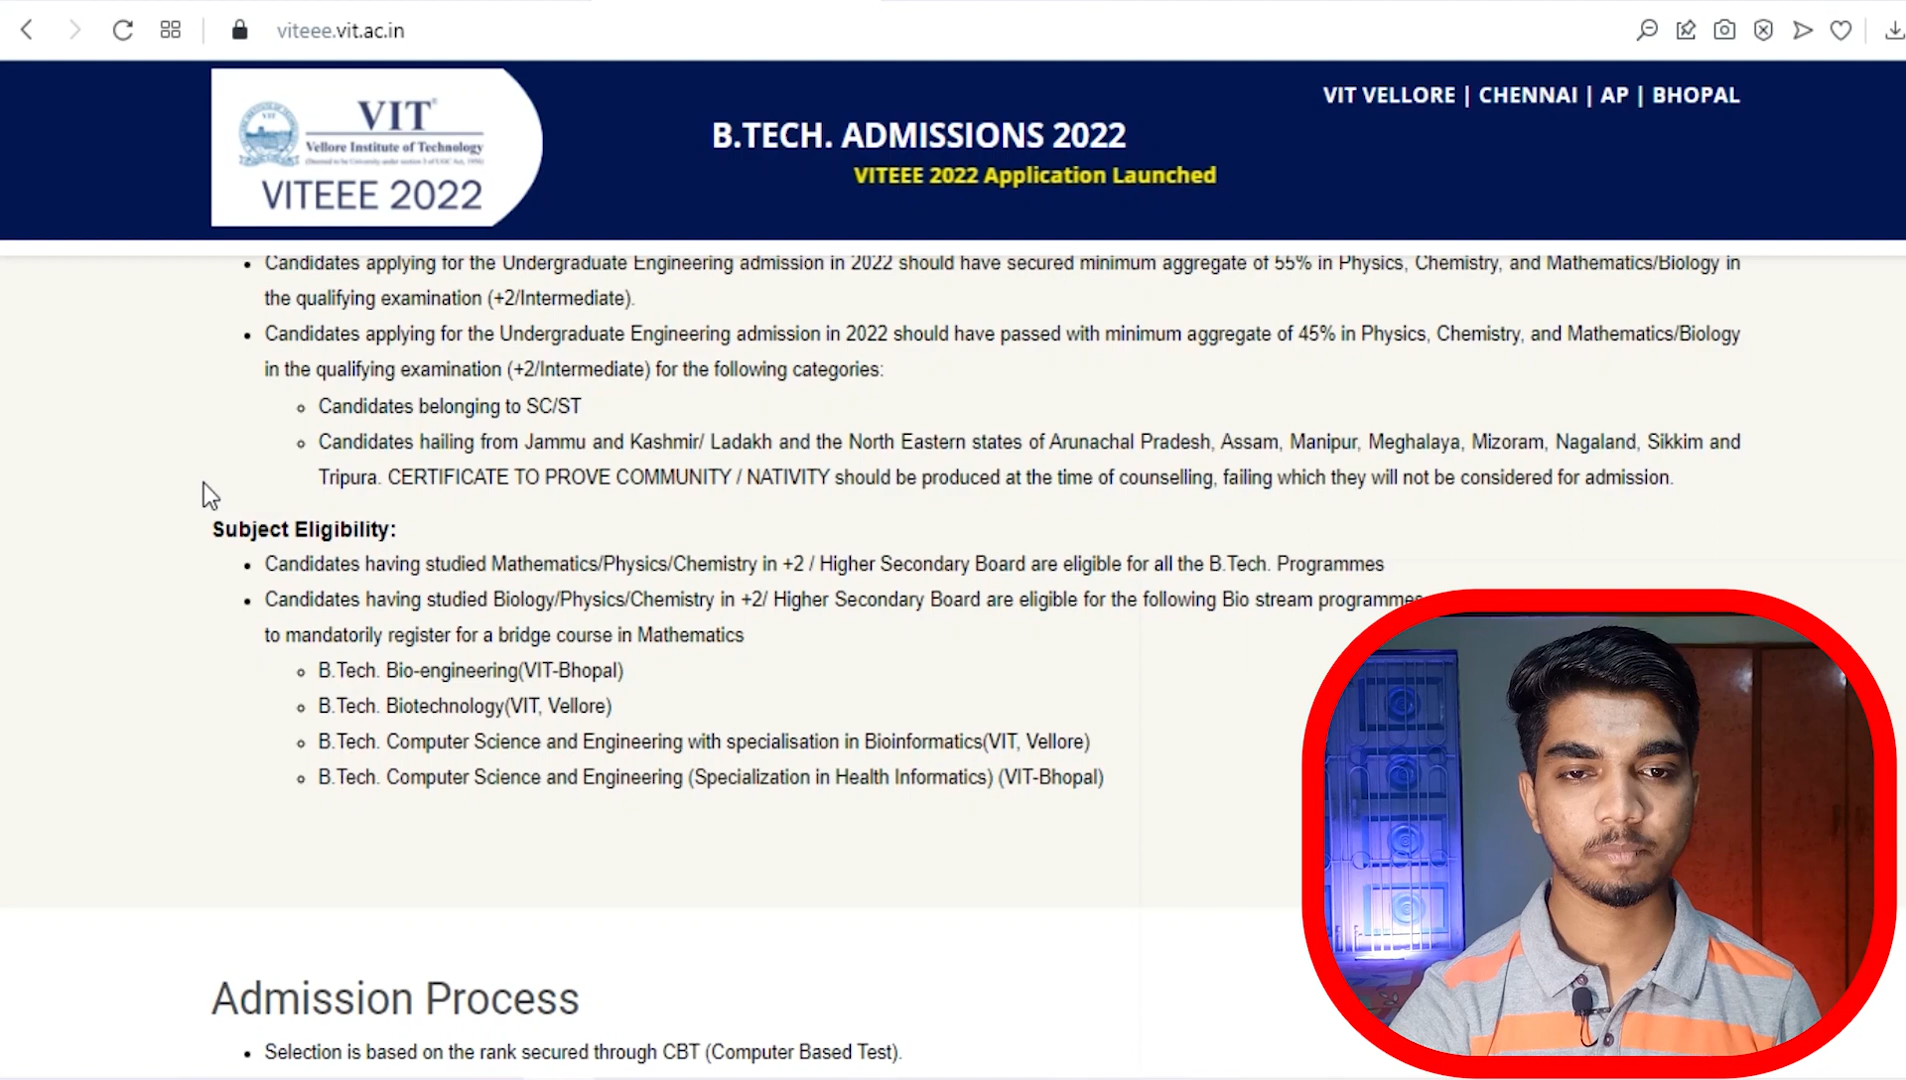 viteee.vit.ac.in
VIT VELLORE | CHENNAI | AP | BHOPAL
VIT
Vellore Institute of Technology
VITEEE 2022
B.TECH. ADMISSIONS 2022
VITEEE 2022 Application Launched
• Candidates applying for the Undergraduate Engineering admission in 2022 should have secured minimum aggregate of 55% in Physics, Chemistry, and Mathematics/Biology in
the qualifying examination (+2/Intermediate).
• Candidates applying for the Undergraduate Engineering admission in 2022 should have passed with minimum aggregate of 45% in Physics, Chemistry, and Mathematics/Biology
in the qualifying examination (+2/Intermediate) for the following categories:
Candidates belonging to SC/ST
Candidates hailing from Jammu and Kashmir/ Ladakh and the North Eastern states of Arunachal Pradesh, Assam, Manipur, Meghalaya, Mizoram, Nagaland, Sikkim and
Tripura. CERTIFICATE TO PROVE COMMUNITY / NATIVITY should be produced at the time of counselling, failing which they will not be considered for admission.
Subject Eligibility:
• Candidates having studied Mathematics/Physics/Chemistry in +2 / Higher Secondary Board are eligible for all the B.Tech. Programmes
• Candidates having studied Biology/Physics/Chemistry in +2/ Higher Secondary Board are eligible for the following Bio stream programmes
to mandatorily register for a bridge course in Mathematics
B.Tech. Bio-engineering(VIT-Bhopal)
B.Tech. Biotechnology(VIT, Vellore)
B.Tech. Computer Science and Engineering with specialisation in Bioinformatics(VIT, Vellore)
B.Tech. Computer Science and Engineering (Specialization in Health Informatics) (VIT-Bhopal)
Admission Process
• Selection is based on the rank secured through CBT (Computer Based Test).